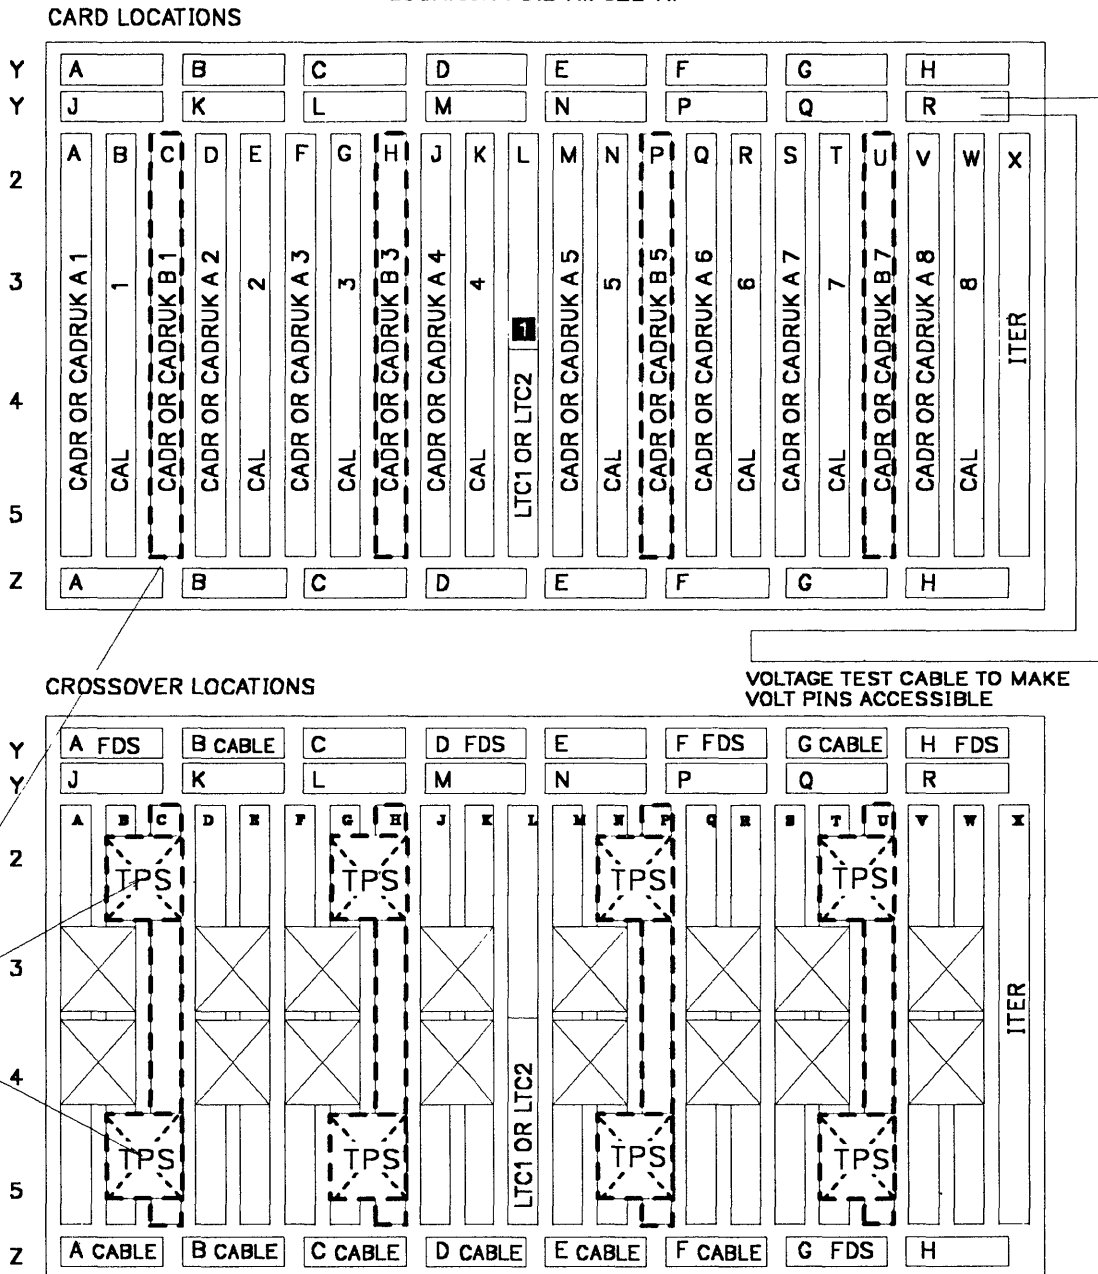 CARD LOCATIONS
Y A B C D E F G H
Y J K L M N P Q R
A B C D E F G H J K L M N P Q R S T U V W X
2
3
4
5
CADR OR CADRUK A 1
CAL 1
CADR OR CADRUK B 1
CADR OR CADRUK A 2
CAL 2
CADR OR CADRUK A 3
CAL 3
CADR OR CADRUK B 3
CADR OR CADRUK A 4
CAL 4
1
LTC1 OR LTC2
CADR OR CADRUK A 5
CAL 5
CADR OR CADRUK B 5
CADR OR CADRUK A 6
CAL 6
CADR OR CADRUK A 7
CAL 7
CADR OR CADRUK B 7
CADR OR CADRUK A 8
CAL 8
ITER
Z A B C D E F G H
VOLTAGE TEST CABLE TO MAKE
VOLT PINS ACCESSIBLE
CROSSOVER LOCATIONS
Y A FDS B CABLE C D FDS E F FDS G CABLE H FDS
Y J K L M N P Q R
A B C D E F G H J K L M N P Q R S T U V W X
2 TPS TPS TPS TPS
3
4
LTC1 OR LTC2
ITER
TPS TPS TPS TPS
5
Z A CABLE B CABLE C CABLE D CABLE E CABLE F CABLE G FDS H